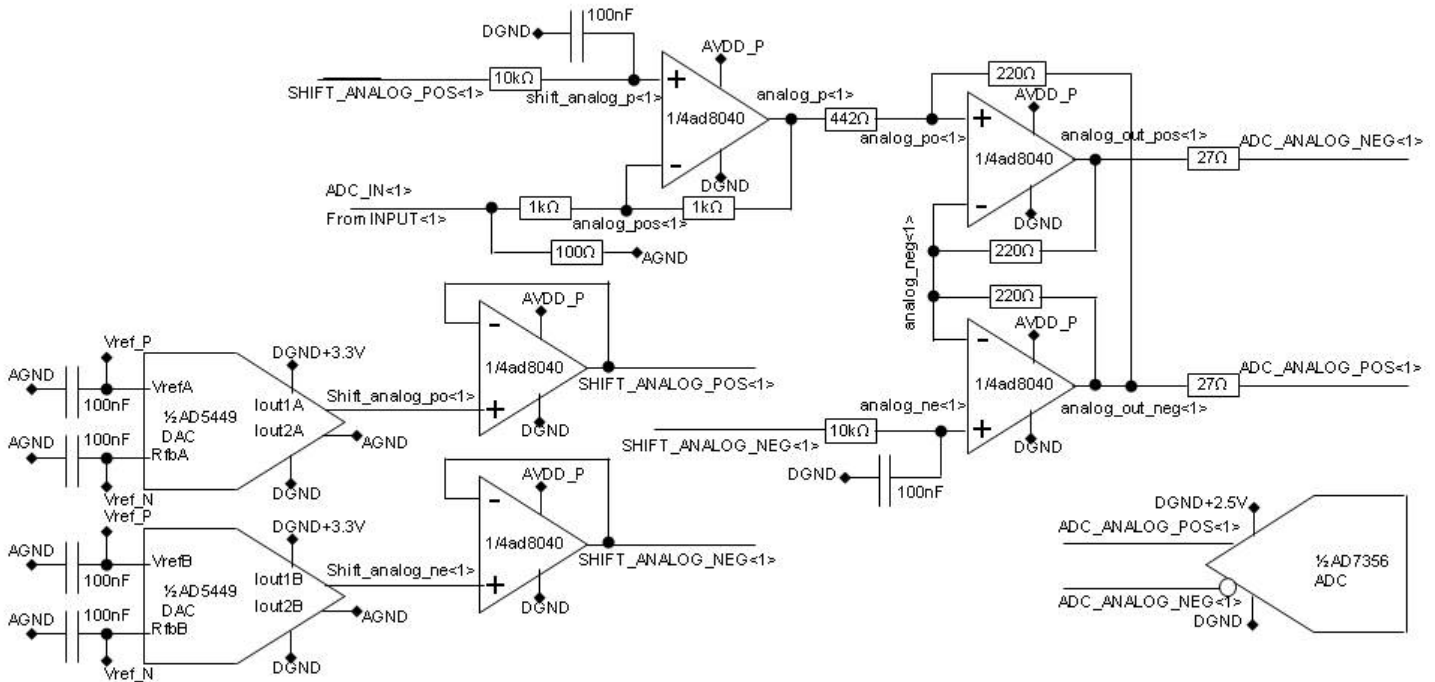 100nF
DGND
AVDD_P
10kΩ
SHIFT_ANALOG_POS<1>
shift_analog_p<1>
+
1/4ad8040
-
DGND
analog_p<1>
442Ω
analog_po<1>
220Ω
AVDD_P
+
1/4ad8040
-
DGND
analog_out_pos<1>
27Ω
ADC_ANALOG_NEG<1>
ADC_IN<1>
From INPUT<1>
1kΩ
analog_pos<1>
1kΩ
100Ω
AGND
analog_neg<1>
220Ω
220Ω
AVDD_P
-
1/4ad8040
+
DGND
analog_out_neg<1>
27Ω
ADC_ANALOG_POS<1>
analog_ne<1>
10kΩ
SHIFT_ANALOG_NEG<1>
DGND
100nF
Vref_P
AGND
100nF
VrefA
½AD5449
DAC
100nF
RfbA
AGND
Vref_N
Iout1A
Iout2A
DGND+3.3V
AGND
DGND
Shift_analog_po<1>
AVDD_P
-
1/4ad8040
+
DGND
SHIFT_ANALOG_POS<1>
Vref_P
AGND
100nF
VrefB
½AD5449
DAC
100nF
RfbB
AGND
Vref_N
Iout1B
Iout2B
DGND+3.3V
AGND
DGND
Shift_analog_ne<1>
AVDD_P
-
1/4ad8040
+
DGND
SHIFT_ANALOG_NEG<1>
DGND+2.5V
ADC_ANALOG_POS<1>
½AD7356
ADC
ADC_ANALOG_NEG<1>
DGND